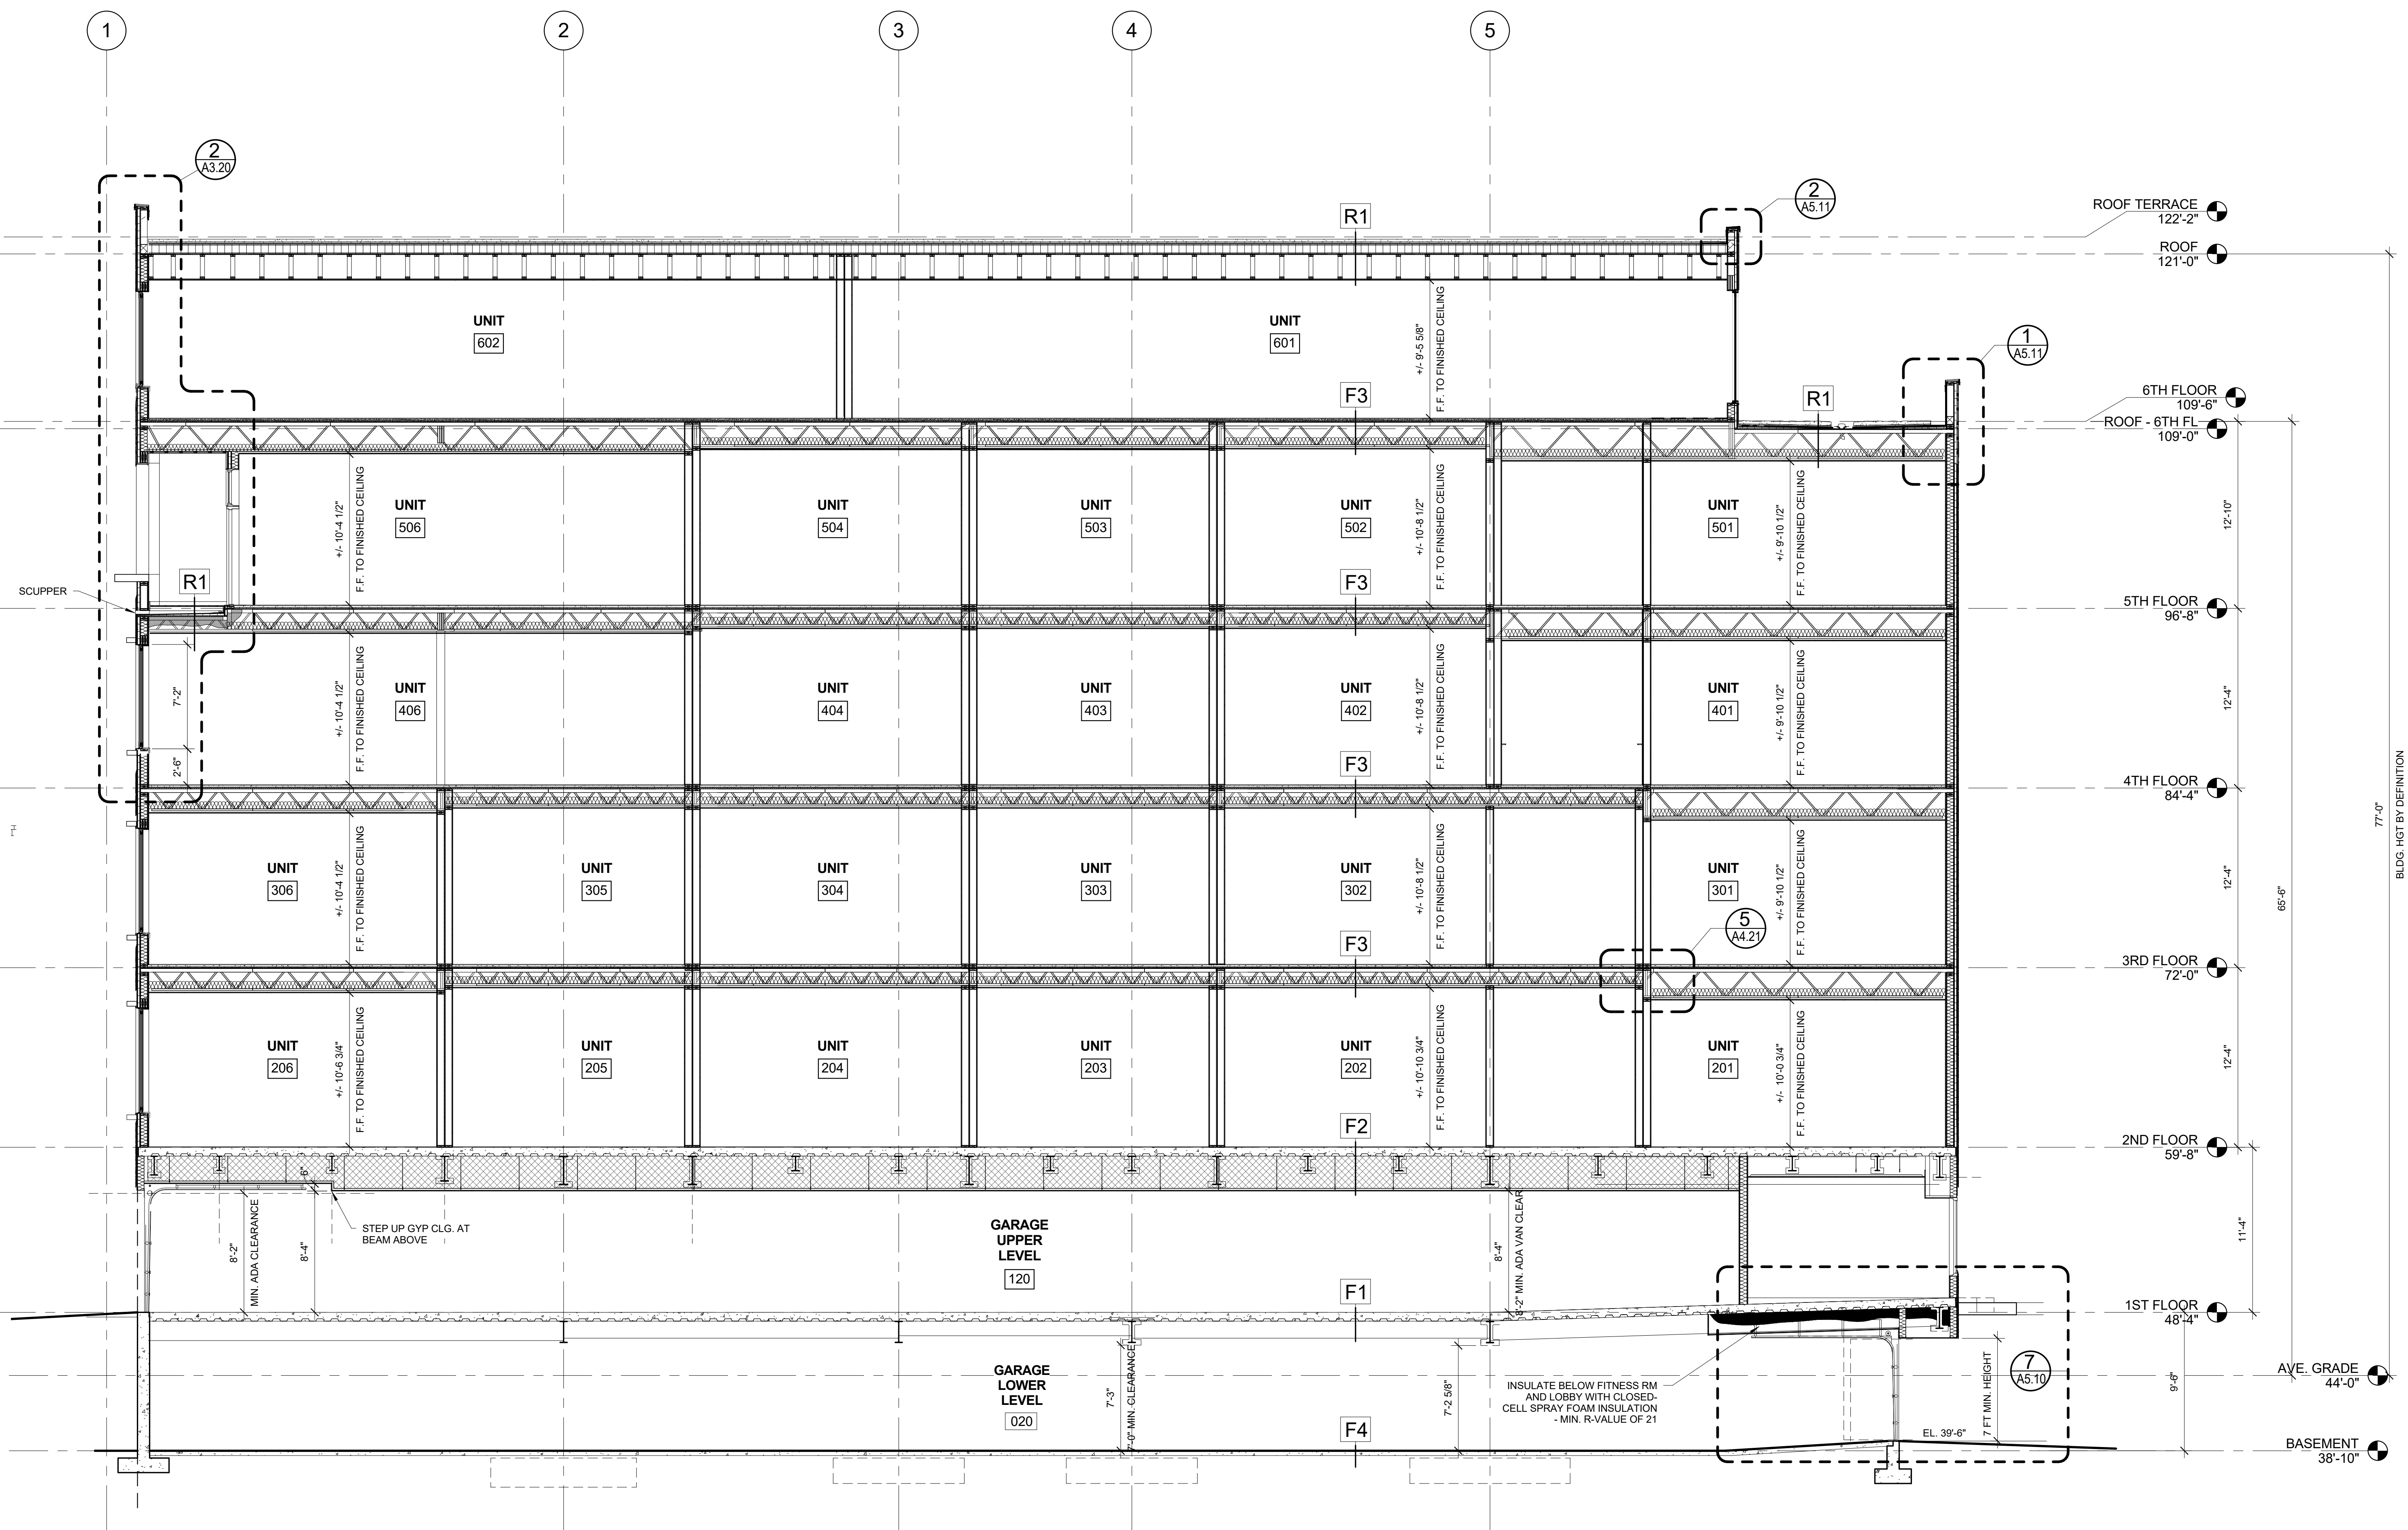 1
2
3
4
5
2
A3.20
2
A5.11
R1
ROOF TERRACE
122'-2"
ROOF
121'-0"
UNIT
602
UNIT
601
+/- 9'-5 5/8"
F.F. TO FINISHED CEILING
1
A5.11
F3
R1
6TH FLOOR
109'-6"
ROOF - 6TH FL
109'-0"
UNIT
506
UNIT
504
UNIT
503
UNIT
502
UNIT
501
+/- 10'-4 1/2"
F.F. TO FINISHED CEILING
+/- 10'-8 1/2"
F.F. TO FINISHED CEILING
+/- 9'-10 1/2"
F.F. TO FINISHED CEILING
12'-10"
SCUPPER
R1
F3
5TH FLOOR
96'-8"
7'-2"
2'-6"
UNIT
406
UNIT
404
UNIT
403
UNIT
402
UNIT
401
+/- 10'-4 1/2"
F.F. TO FINISHED CEILING
+/- 10'-8 1/2"
F.F. TO FINISHED CEILING
+/- 9'-10 1/2"
F.F. TO FINISHED CEILING
12'-4"
F3
4TH FLOOR
84'-4"
77'-0"
BLDG. HGT BY DEFINITION
UNIT
306
UNIT
305
UNIT
304
UNIT
303
UNIT
302
UNIT
301
+/- 10'-4 1/2"
F.F. TO FINISHED CEILING
+/- 10'-8 1/2"
F.F. TO FINISHED CEILING
+/- 9'-10 1/2"
F.F. TO FINISHED CEILING
12'-4"
65'-6"
5
A4.21
F3
3RD FLOOR
72'-0"
UNIT
206
UNIT
205
UNIT
204
UNIT
203
UNIT
202
UNIT
201
+/- 10'-6 3/4"
F.F. TO FINISHED CEILING
+/- 10'-10 3/4"
F.F. TO FINISHED CEILING
+/- 10'-0 3/4"
F.F. TO FINISHED CEILING
12'-4"
F2
2ND FLOOR
59'-8"
6"
STEP UP GYP CLG. AT
BEAM ABOVE
8'-2"
MIN. ADA CLEARANCE
8'-4"
GARAGE
UPPER
LEVEL
120
8'-4"
8'-2" MIN. ADA VAN CLEAR
11'-4"
F1
1ST FLOOR
48'-4"
GARAGE
LOWER
LEVEL
020
7'-3"
7'-0" MIN. CLEARANCE
7'-2 5/8"
INSULATE BELOW FITNESS RM
AND LOBBY WITH CLOSED-
CELL SPRAY FOAM INSULATION
- MIN. R-VALUE OF 21
7 FT MIN. HEIGHT
7
A5.10
AVE. GRADE
44'-0"
9'-6"
EL. 39'-6"
F4
BASEMENT
38'-10"